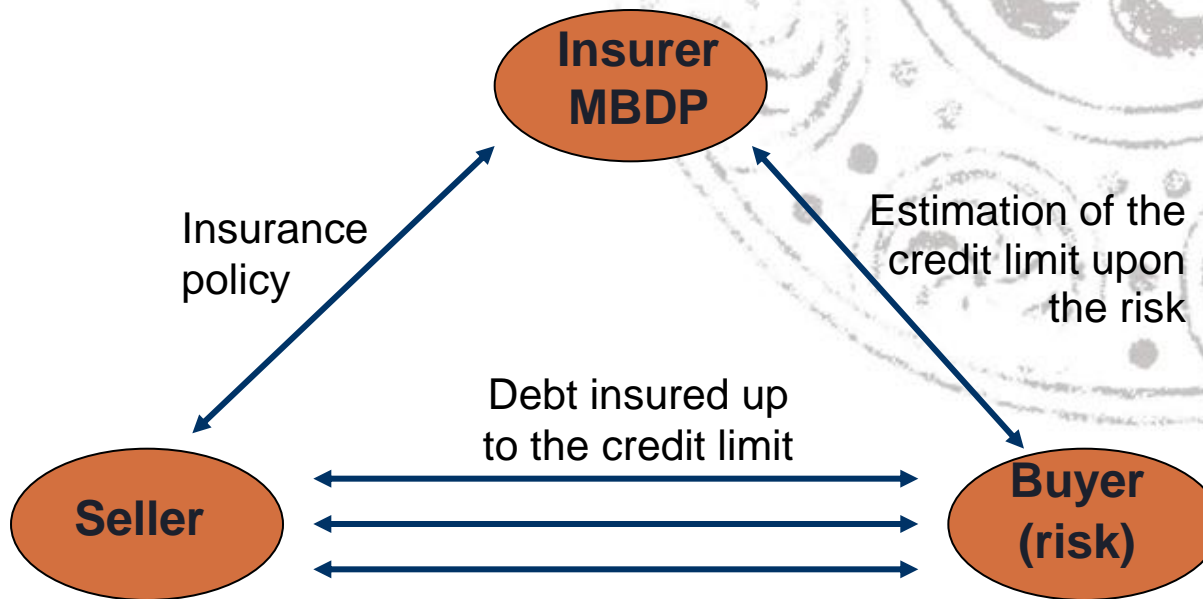 Insurer
MBDP
Insurance
policy
Estimation of the
credit limit upon
the risk
Debt insured up
to the credit limit
Seller
Buyer
(risk)